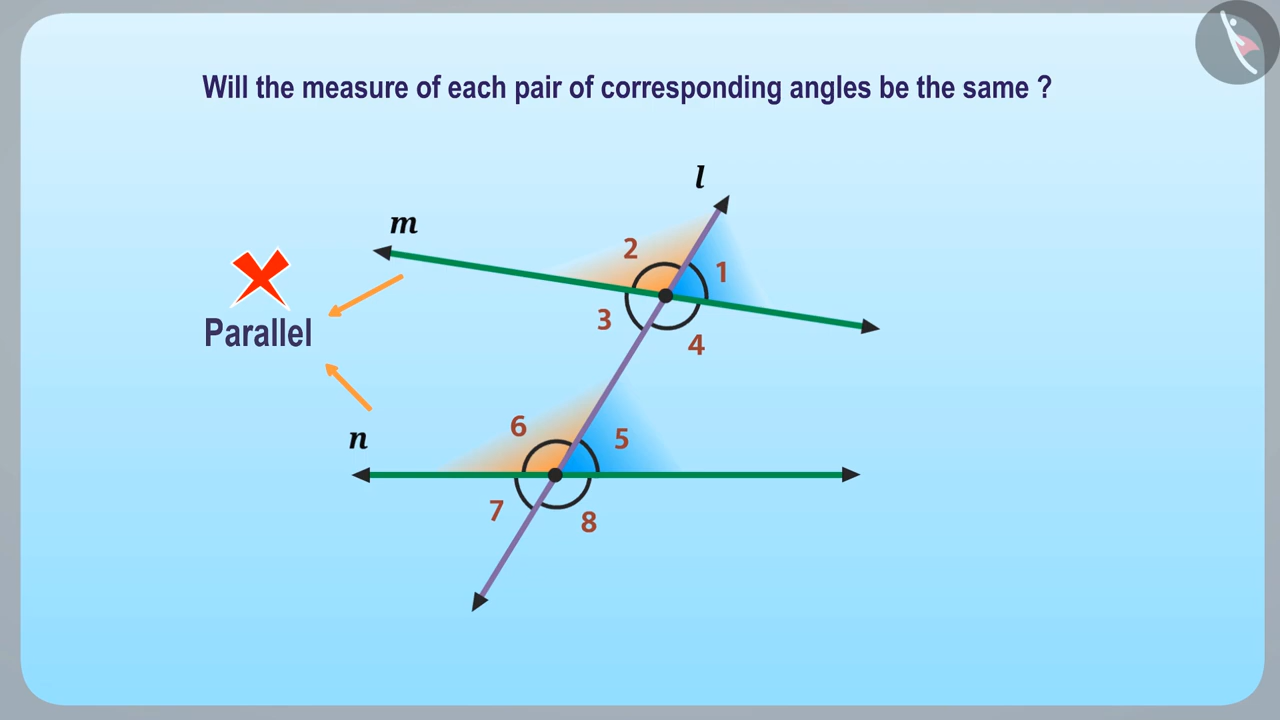 Will the measure of each pair of corresponding angles be the same ?
l
m
2
1
3
Parallel
4
6
n
5
7
8